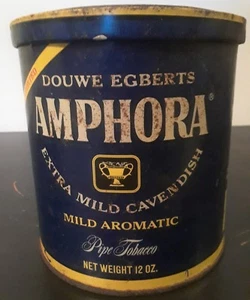 DOUWE EGBERTS
AMPHORA®
EXTRA MILD CAVENDISH
MILD AROMATIC
Pipe Tobacco
NET WEIGHT 12 OZ.